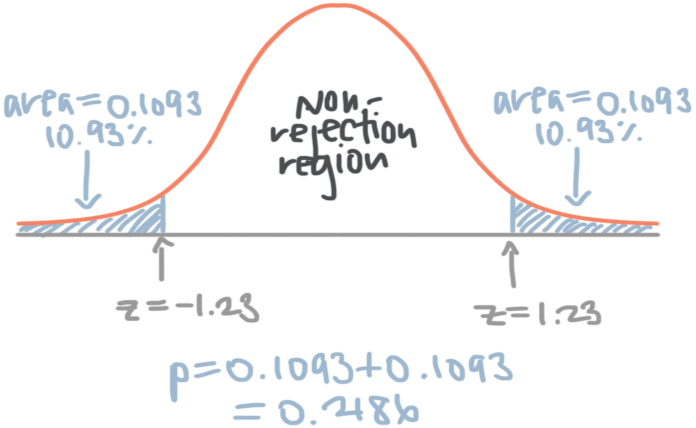 area=0.1093
10.93%
Non-
rejection
region
area=0.1093
10.93%
z=-1.23
z=1.23
p=0.1093+0.1093
=0.2186